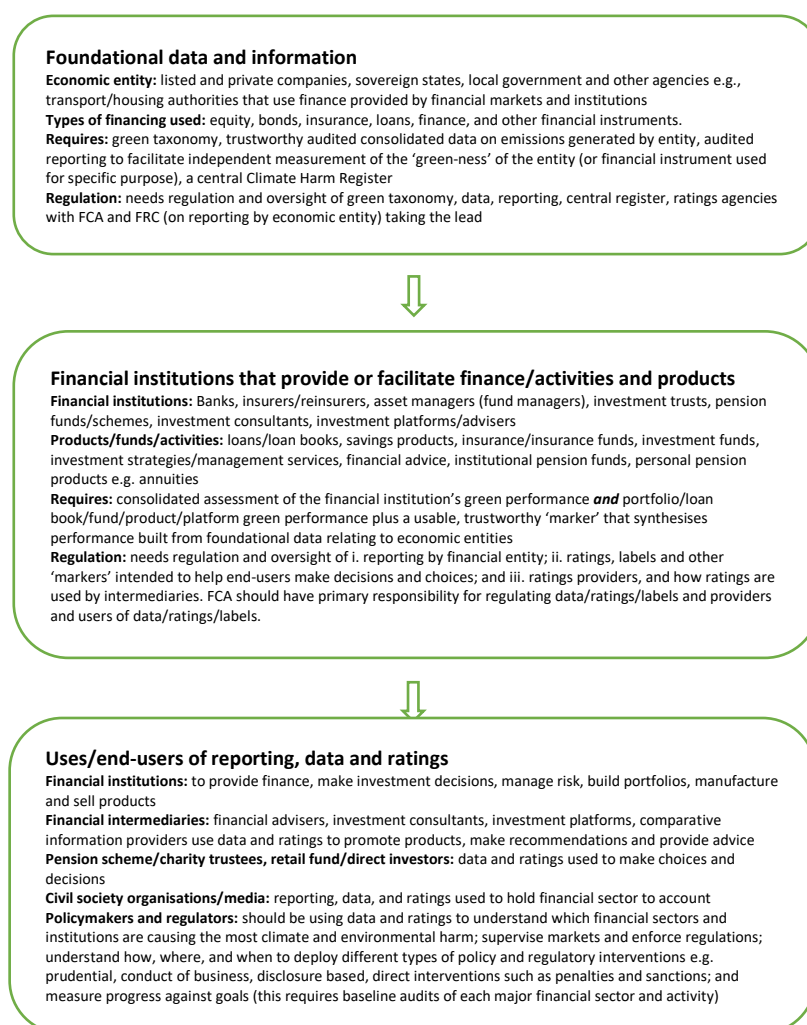 Foundational data and information
Economic entity: listed and private companies, sovereign states, local government and other agencies e.g.,
transport/housing authorities that use finance provided by financial markets and institutions
Types of financing used: equity, bonds, insurance, loans, finance, and other financial instruments.
Requires: green taxonomy, trustworthy audited consolidated data on emissions generated by entity, audited
reporting to facilitate independent measurement of the ‘green-ness’ of the entity (or financial instrument used
for specific purpose), a central Climate Harm Register
Regulation: needs regulation and oversight of green taxonomy, data, reporting, central register, ratings agencies
with FCA and FRC (on reporting by economic entity) taking the lead
Financial institutions that provide or facilitate finance/activities and products
Financial institutions: Banks, insurers/reinsurers, asset managers (fund managers), investment trusts, pension
funds/schemes, investment consultants, investment platforms/advisers
Products/funds/activities: loans/loan books, savings products, insurance/insurance funds, investment funds,
investment strategies/management services, financial advice, institutional pension funds, personal pension
products e.g. annuities
Requires: consolidated assessment of the financial institution’s green performance and portfolio/loan
book/fund/product/platform green performance plus a usable, trustworthy ‘marker’ that synthesises
performance built from foundational data relating to economic entities
Regulation: needs regulation and oversight of i. reporting by financial entity; ii. ratings, labels and other
‘markers’ intended to help end-users make decisions and choices; and iii. ratings providers, and how ratings are
used by intermediaries. FCA should have primary responsibility for regulating data/ratings/labels and providers
and users of data/ratings/labels.
Uses/end-users of reporting, data and ratings
Financial institutions: to provide finance, make investment decisions, manage risk, build portfolios, manufacture
and sell products
Financial intermediaries: financial advisers, investment consultants, investment platforms, comparative
information providers use data and ratings to promote products, make recommendations and provide advice
Pension scheme/charity trustees, retail fund/direct investors: data and ratings used to make choices and
decisions
Civil society organisations/media: reporting, data, and ratings used to hold financial sector to account
Policymakers and regulators: should be using data and ratings to understand which financial sectors and
institutions are causing the most climate and environmental harm; supervise markets and enforce regulations;
understand how, where, and when to deploy different types of policy and regulatory interventions e.g.
prudential, conduct of business, disclosure based, direct interventions such as penalties and sanctions; and
measure progress against goals (this requires baseline audits of each major financial sector and activity)